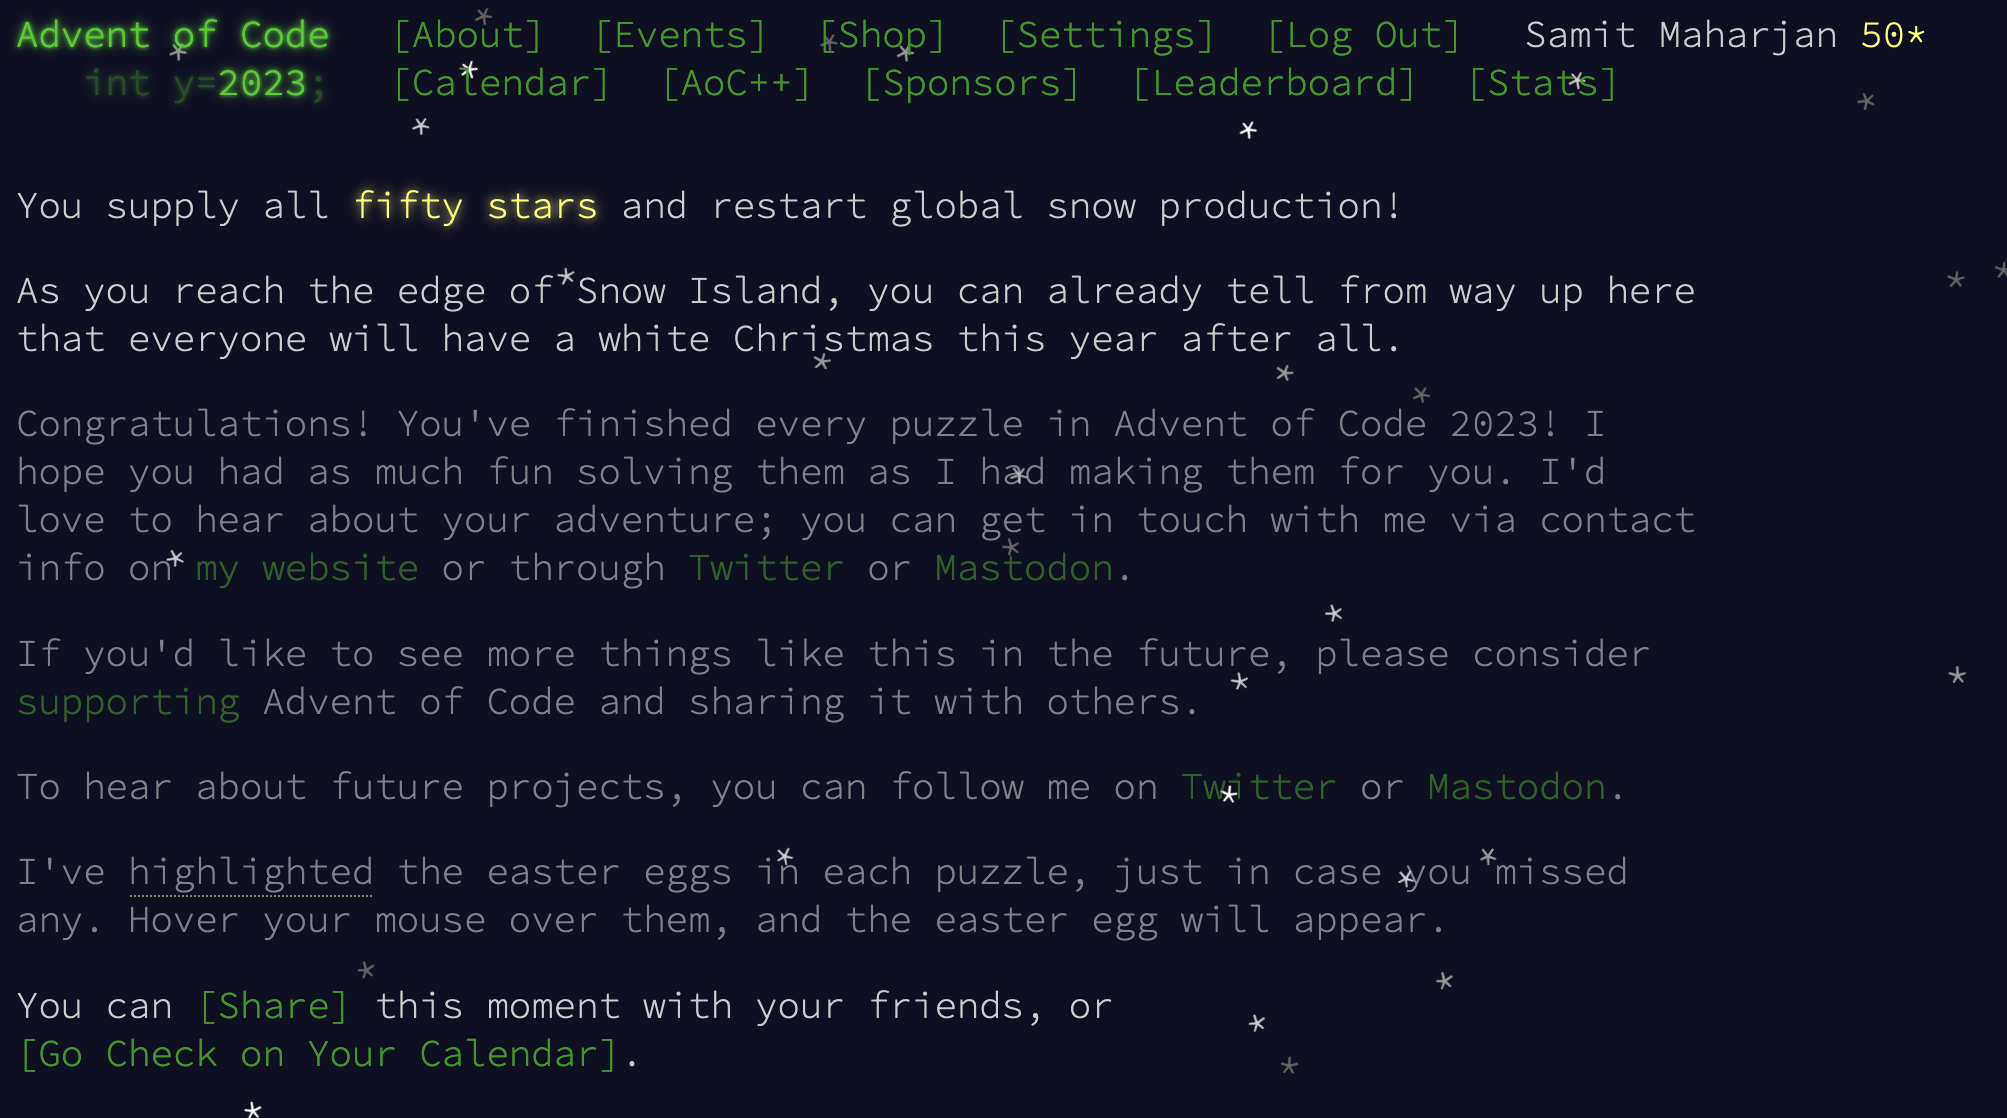 Advent of Code [About] [Events] [Shop] [Settings] [Log Out] Samit Maharjan 50*
int y=2023; [Calendar] [AoC++] [Sponsors] [Leaderboard] [Stats]
You supply all fifty stars and restart global snow production!
As you reach the edge of Snow Island, you can already tell from way up here
that everyone will have a white Christmas this year after all.
Congratulations! You've finished every puzzle in Advent of Code 2023! I
hope you had as much fun solving them as I had making them for you. I'd
love to hear about your adventure; you can get in touch with me via contact
info on my website or through Twitter or Mastodon.
If you'd like to see more things like this in the future, please consider
supporting Advent of Code and sharing it with others.
To hear about future projects, you can follow me on Twitter or Mastodon.
I've highlighted the easter eggs in each puzzle, just in case you missed
any. Hover your mouse over them, and the easter egg will appear.
You can [Share] this moment with your friends, or
[Go Check on Your Calendar].